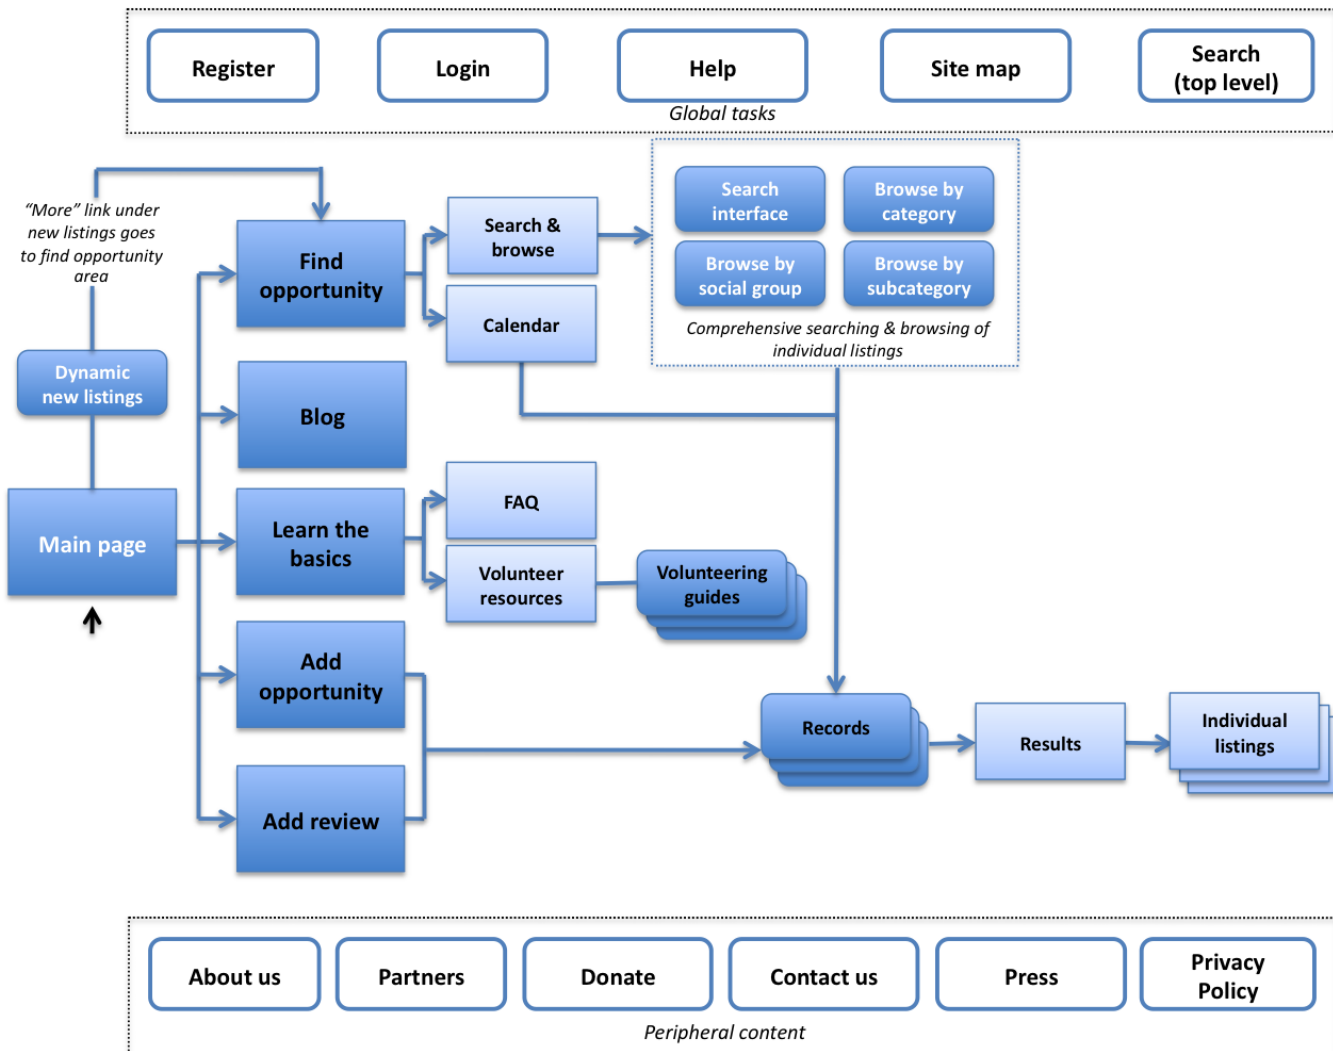 Register
Login
Help
Site map
Search
(top level)
Global tasks
“More” link under
new listings goes
to find opportunity
area
Dynamic
new listings
Main page
Find
opportunity
Search &
browse
Calendar
Search
interface
Browse by
category
Browse by
social group
Browse by
subcategory
Comprehensive searching & browsing of
individual listings
Blog
Learn the
basics
FAQ
Volunteer
resources
Volunteering
guides
Add
opportunity
Add review
Records
Results
Individual
listings
About us
Partners
Donate
Contact us
Press
Privacy
Policy
Peripheral content